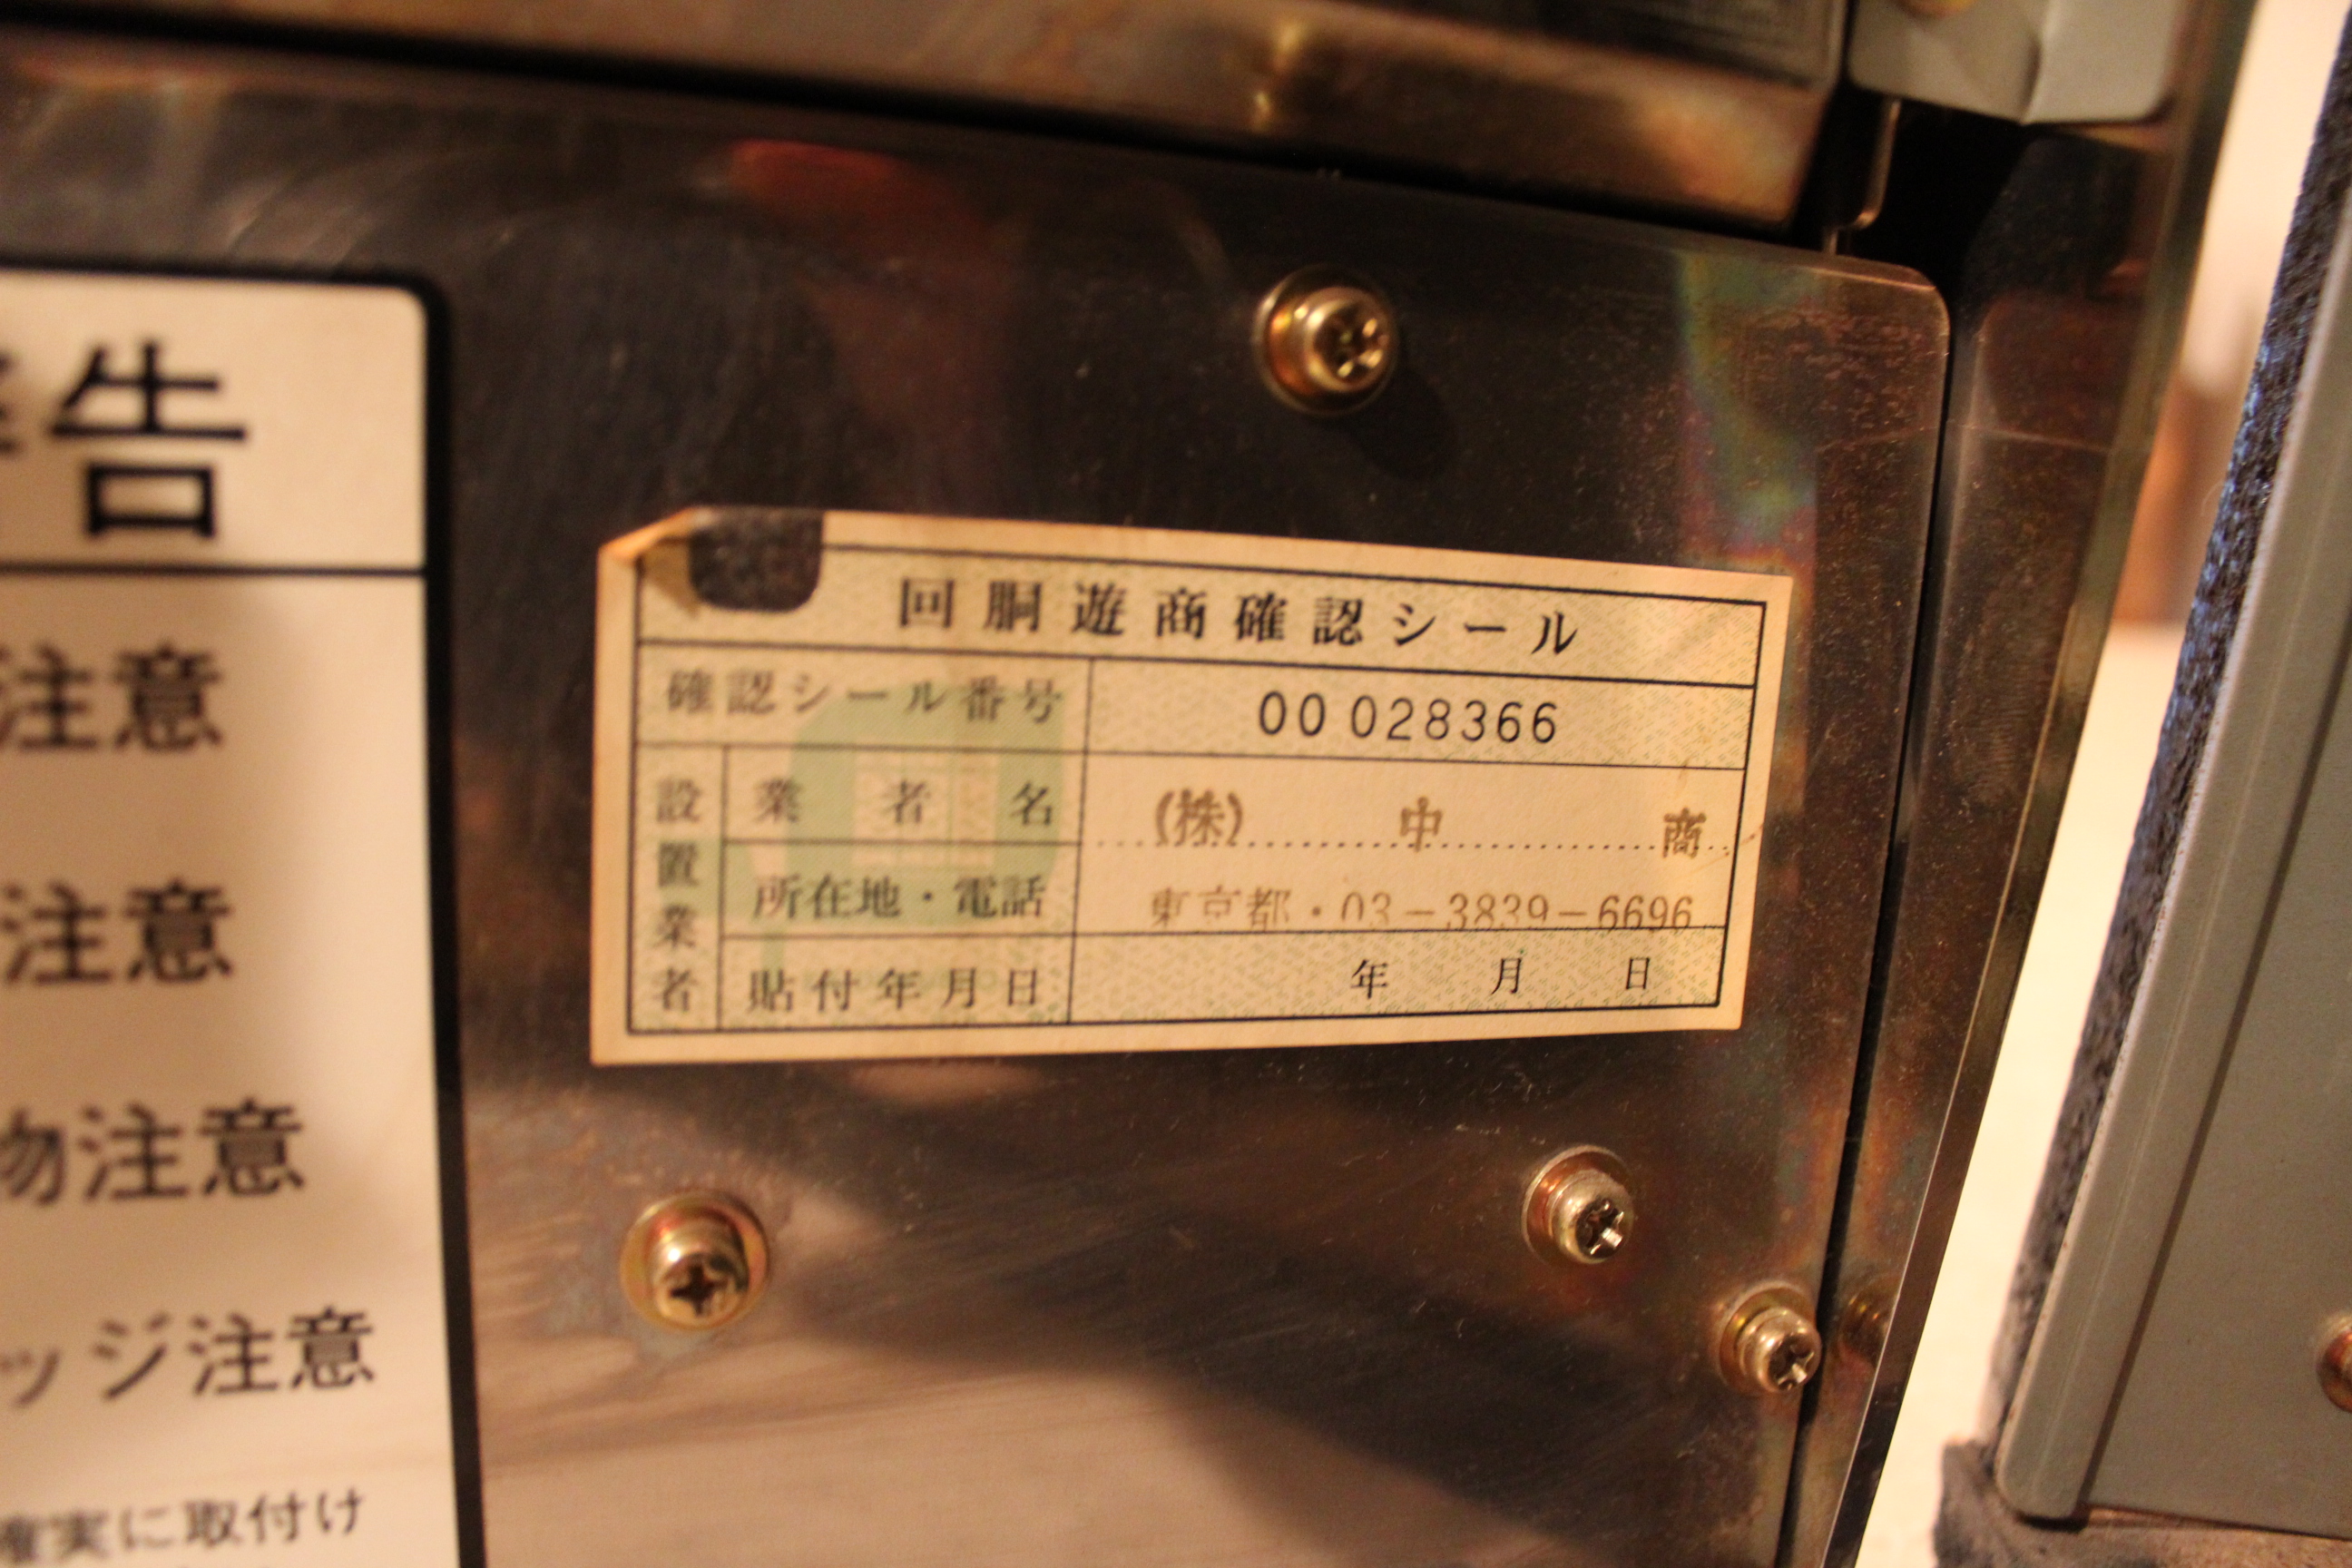 告
注意
注意
物注意
ッジ注意
確実に取付け
回胴遊商確認シール
確認シール番号 00 028366
設置業者
業者名 (株) 中 商
所在地・電話 東京都・03-3839-6696
貼付年月日 年 月 日